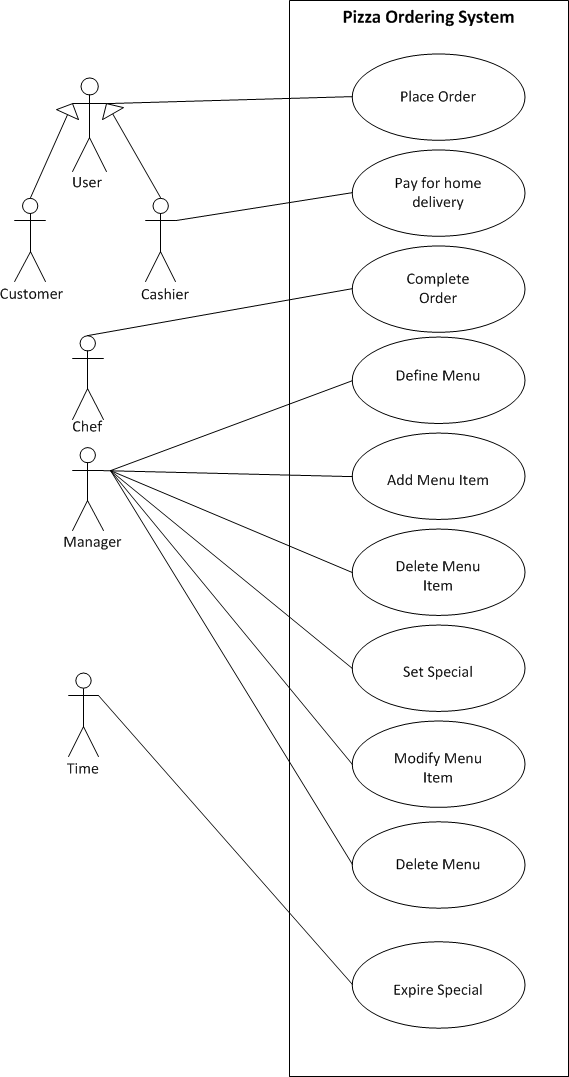 Pizza Ordering System
Place Order
User
Pay for home
delivery
Customer
Cashier
Complete
Order
Chef
Define Menu
Manager
Add Menu Item
Delete Menu
Item
Set Special
Time
Modify Menu
Item
Delete Menu
Expire Special